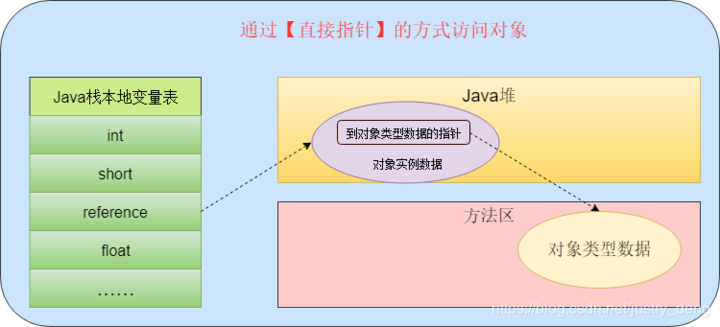 通过【直接指针】的方式访问对象
Java栈本地变量表
int
short
reference
float
……
Java堆
到对象类型数据的指针
对象实例数据
方法区
对象类型数据
https://blog.csdn.net/justry_deng